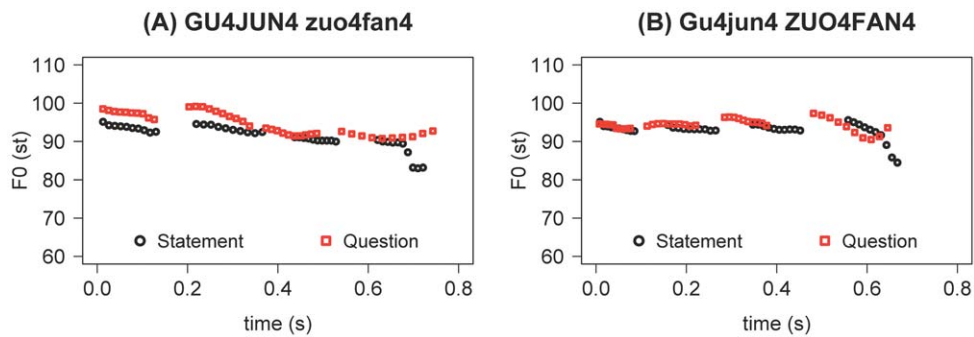 (A) GU4JUN4 zuo4fan4
110
100
90
80
70
60
F0 (st)
Statement
Question
0.0
0.2
0.4
0.6
0.8
time (s)
(B) Gu4jun4 ZUO4FAN4
110
100
90
80
70
60
F0 (st)
Statement
Question
0.0
0.2
0.4
0.6
0.8
time (s)